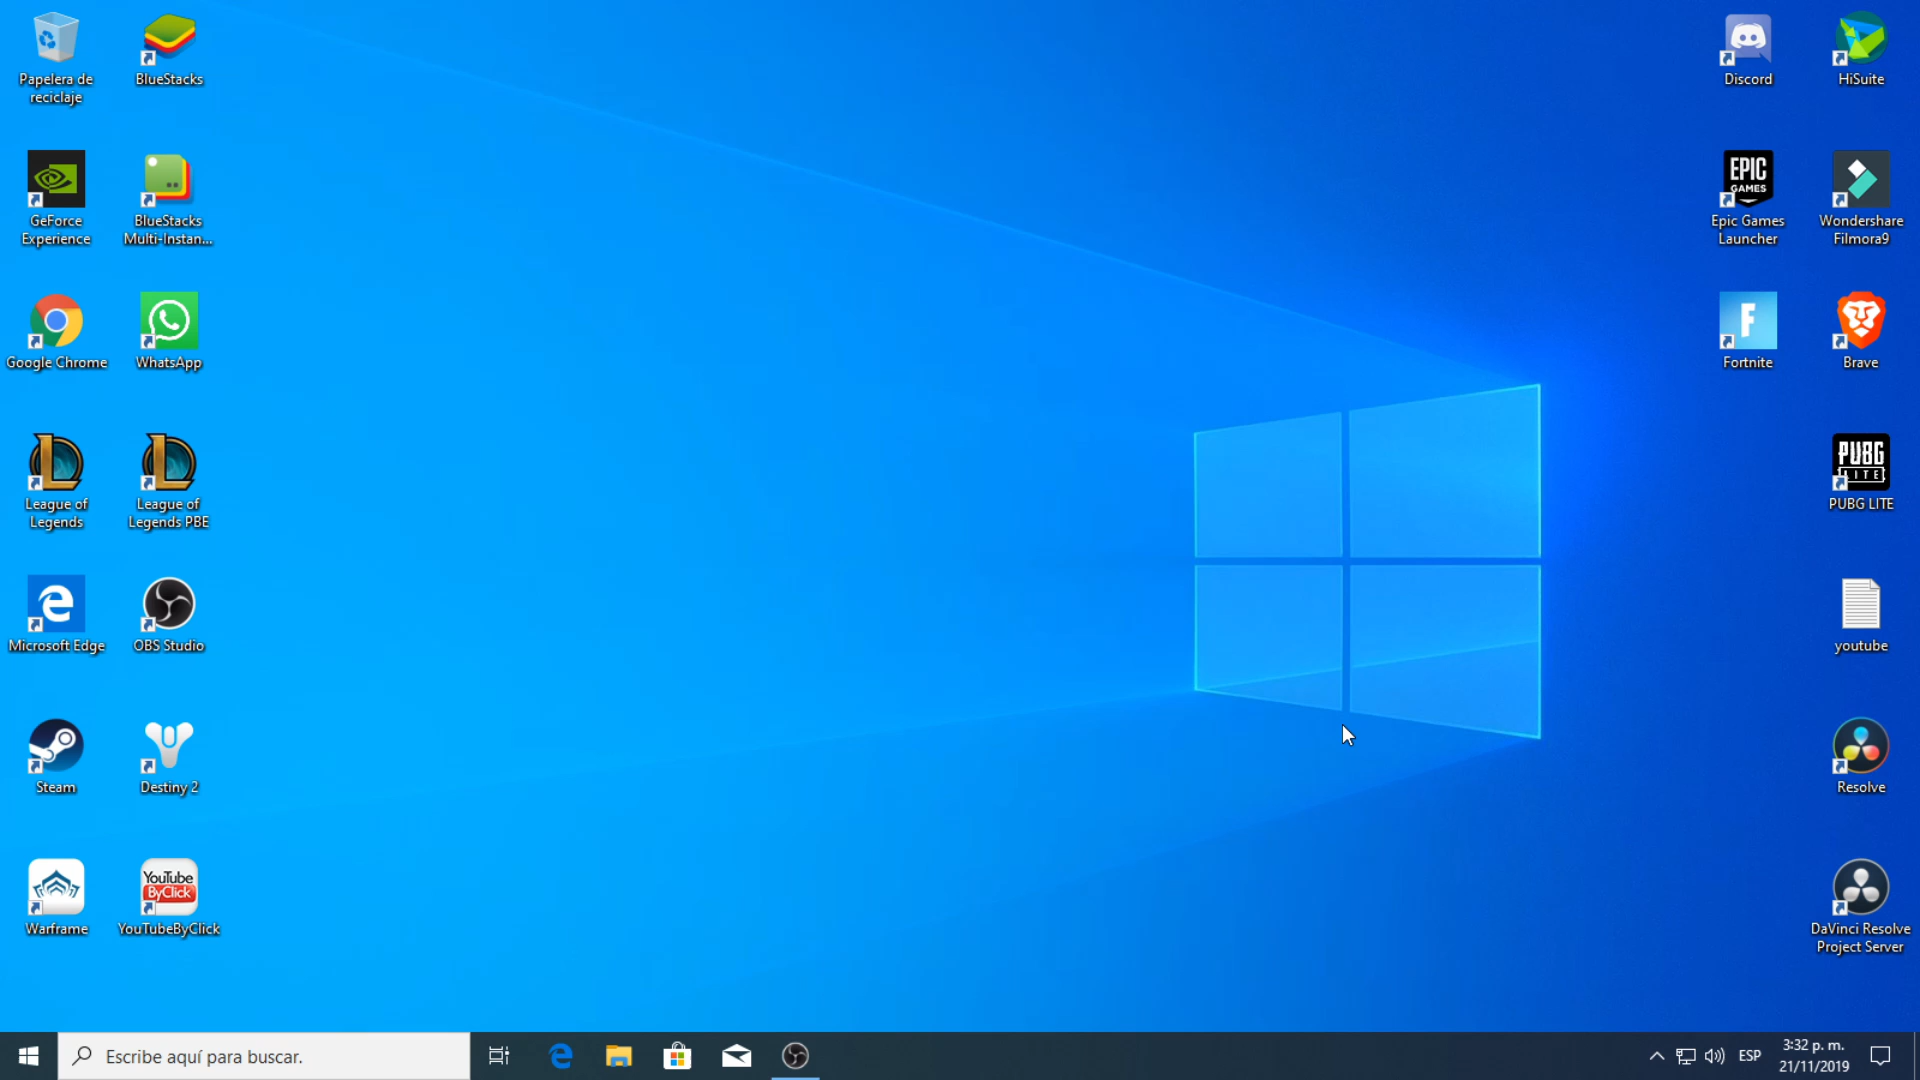 Papelera de
reciclaje
BlueStacks
GeForce
Experience
BlueStacks
Multi-Instan...
Google Chrome
WhatsApp
League of
Legends
League of
Legends PBE
Microsoft Edge
OBS Studio
Steam
Destiny 2
Warframe
YouTube
ByClick
YouTubeByClick
Discord
HiSuite
EPIC
GAMES
Epic Games
Launcher
Wondershare
Filmora9
F
Fortnite
Brave
PUBG
LITE
PUBG LITE
youtube
Resolve
DaVinci Resolve
Project Server
Escribe aquí para buscar.
ESP
3:32 p. m.
21/11/2019